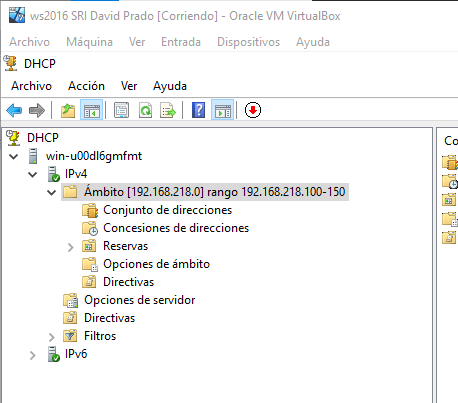 ws2016 SRI David Prado [Corriendo] - Oracle VM VirtualBox
Archivo Máquina Ver Entrada Dispositivos Ayuda
DHCP
Archivo Acción Ver Ayuda
DHCP
win-u00dl6gmfmt
IPv4
Ámbito [192.168.218.0] rango 192.168.218.100-150
Conjunto de direcciones
Concesiones de direcciones
Reservas
Opciones de ámbito
Directivas
Opciones de servidor
Directivas
Filtros
IPv6